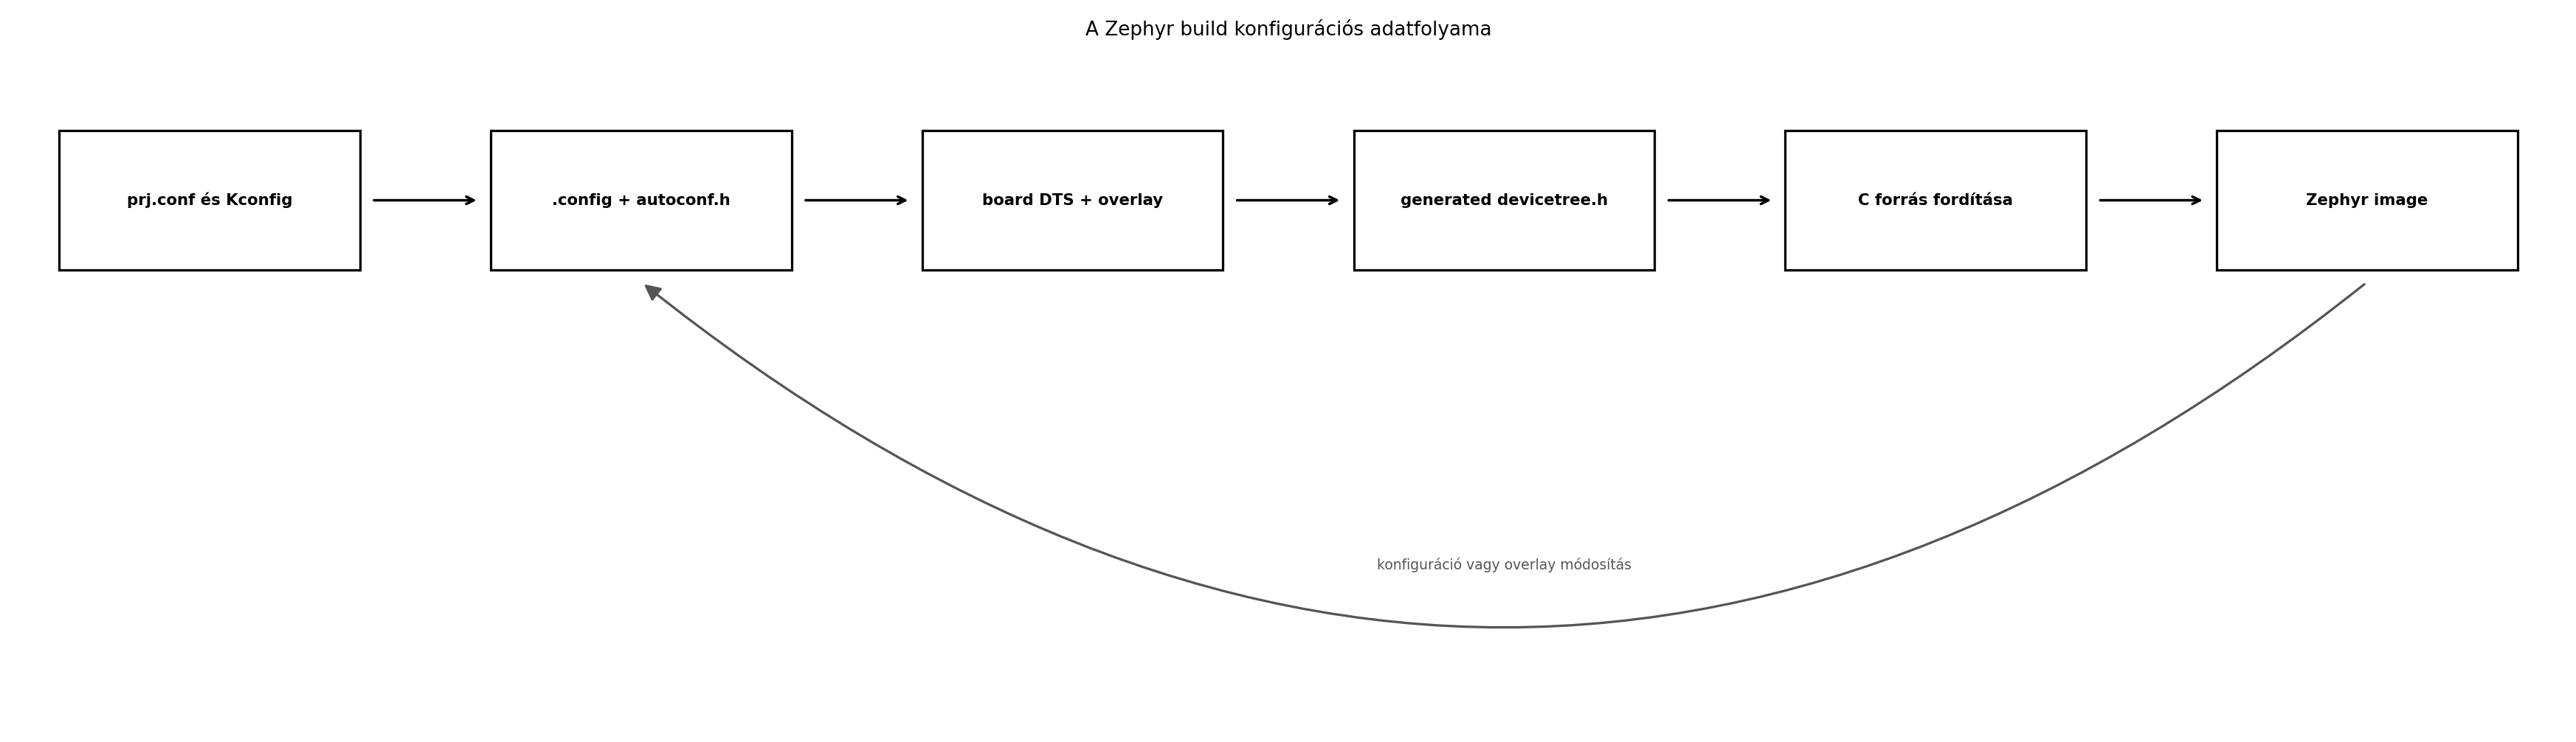 A Zephyr build konfigurációs adatfolyama
prj.conf és Kconfig
.config + autoconf.h
board DTS + overlay
generated devicetree.h
C forrás fordítása
Zephyr image
konfiguráció vagy overlay módosítás